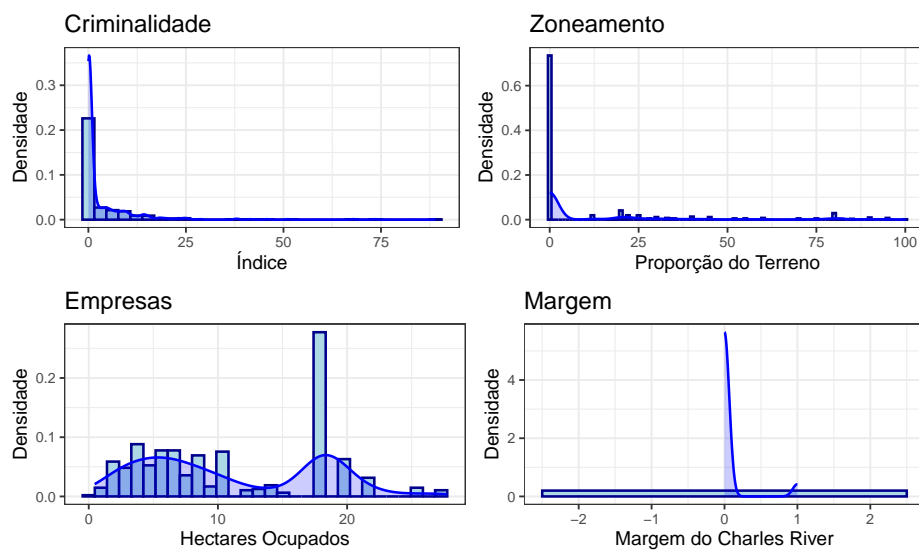 Criminalidade
Densidade
0.3
0.2
0.1
0.0
0
25
50
75
Índice
Zoneamento
Densidade
0.6
0.4
0.2
0.0
0
25
50
75
100
Proporção do Terreno
Empresas
Densidade
0.2
0.1
0.0
0
10
20
Hectares Ocupados
Margem
Densidade
4
2
0
−2
−1
0
1
2
Margem do Charles River